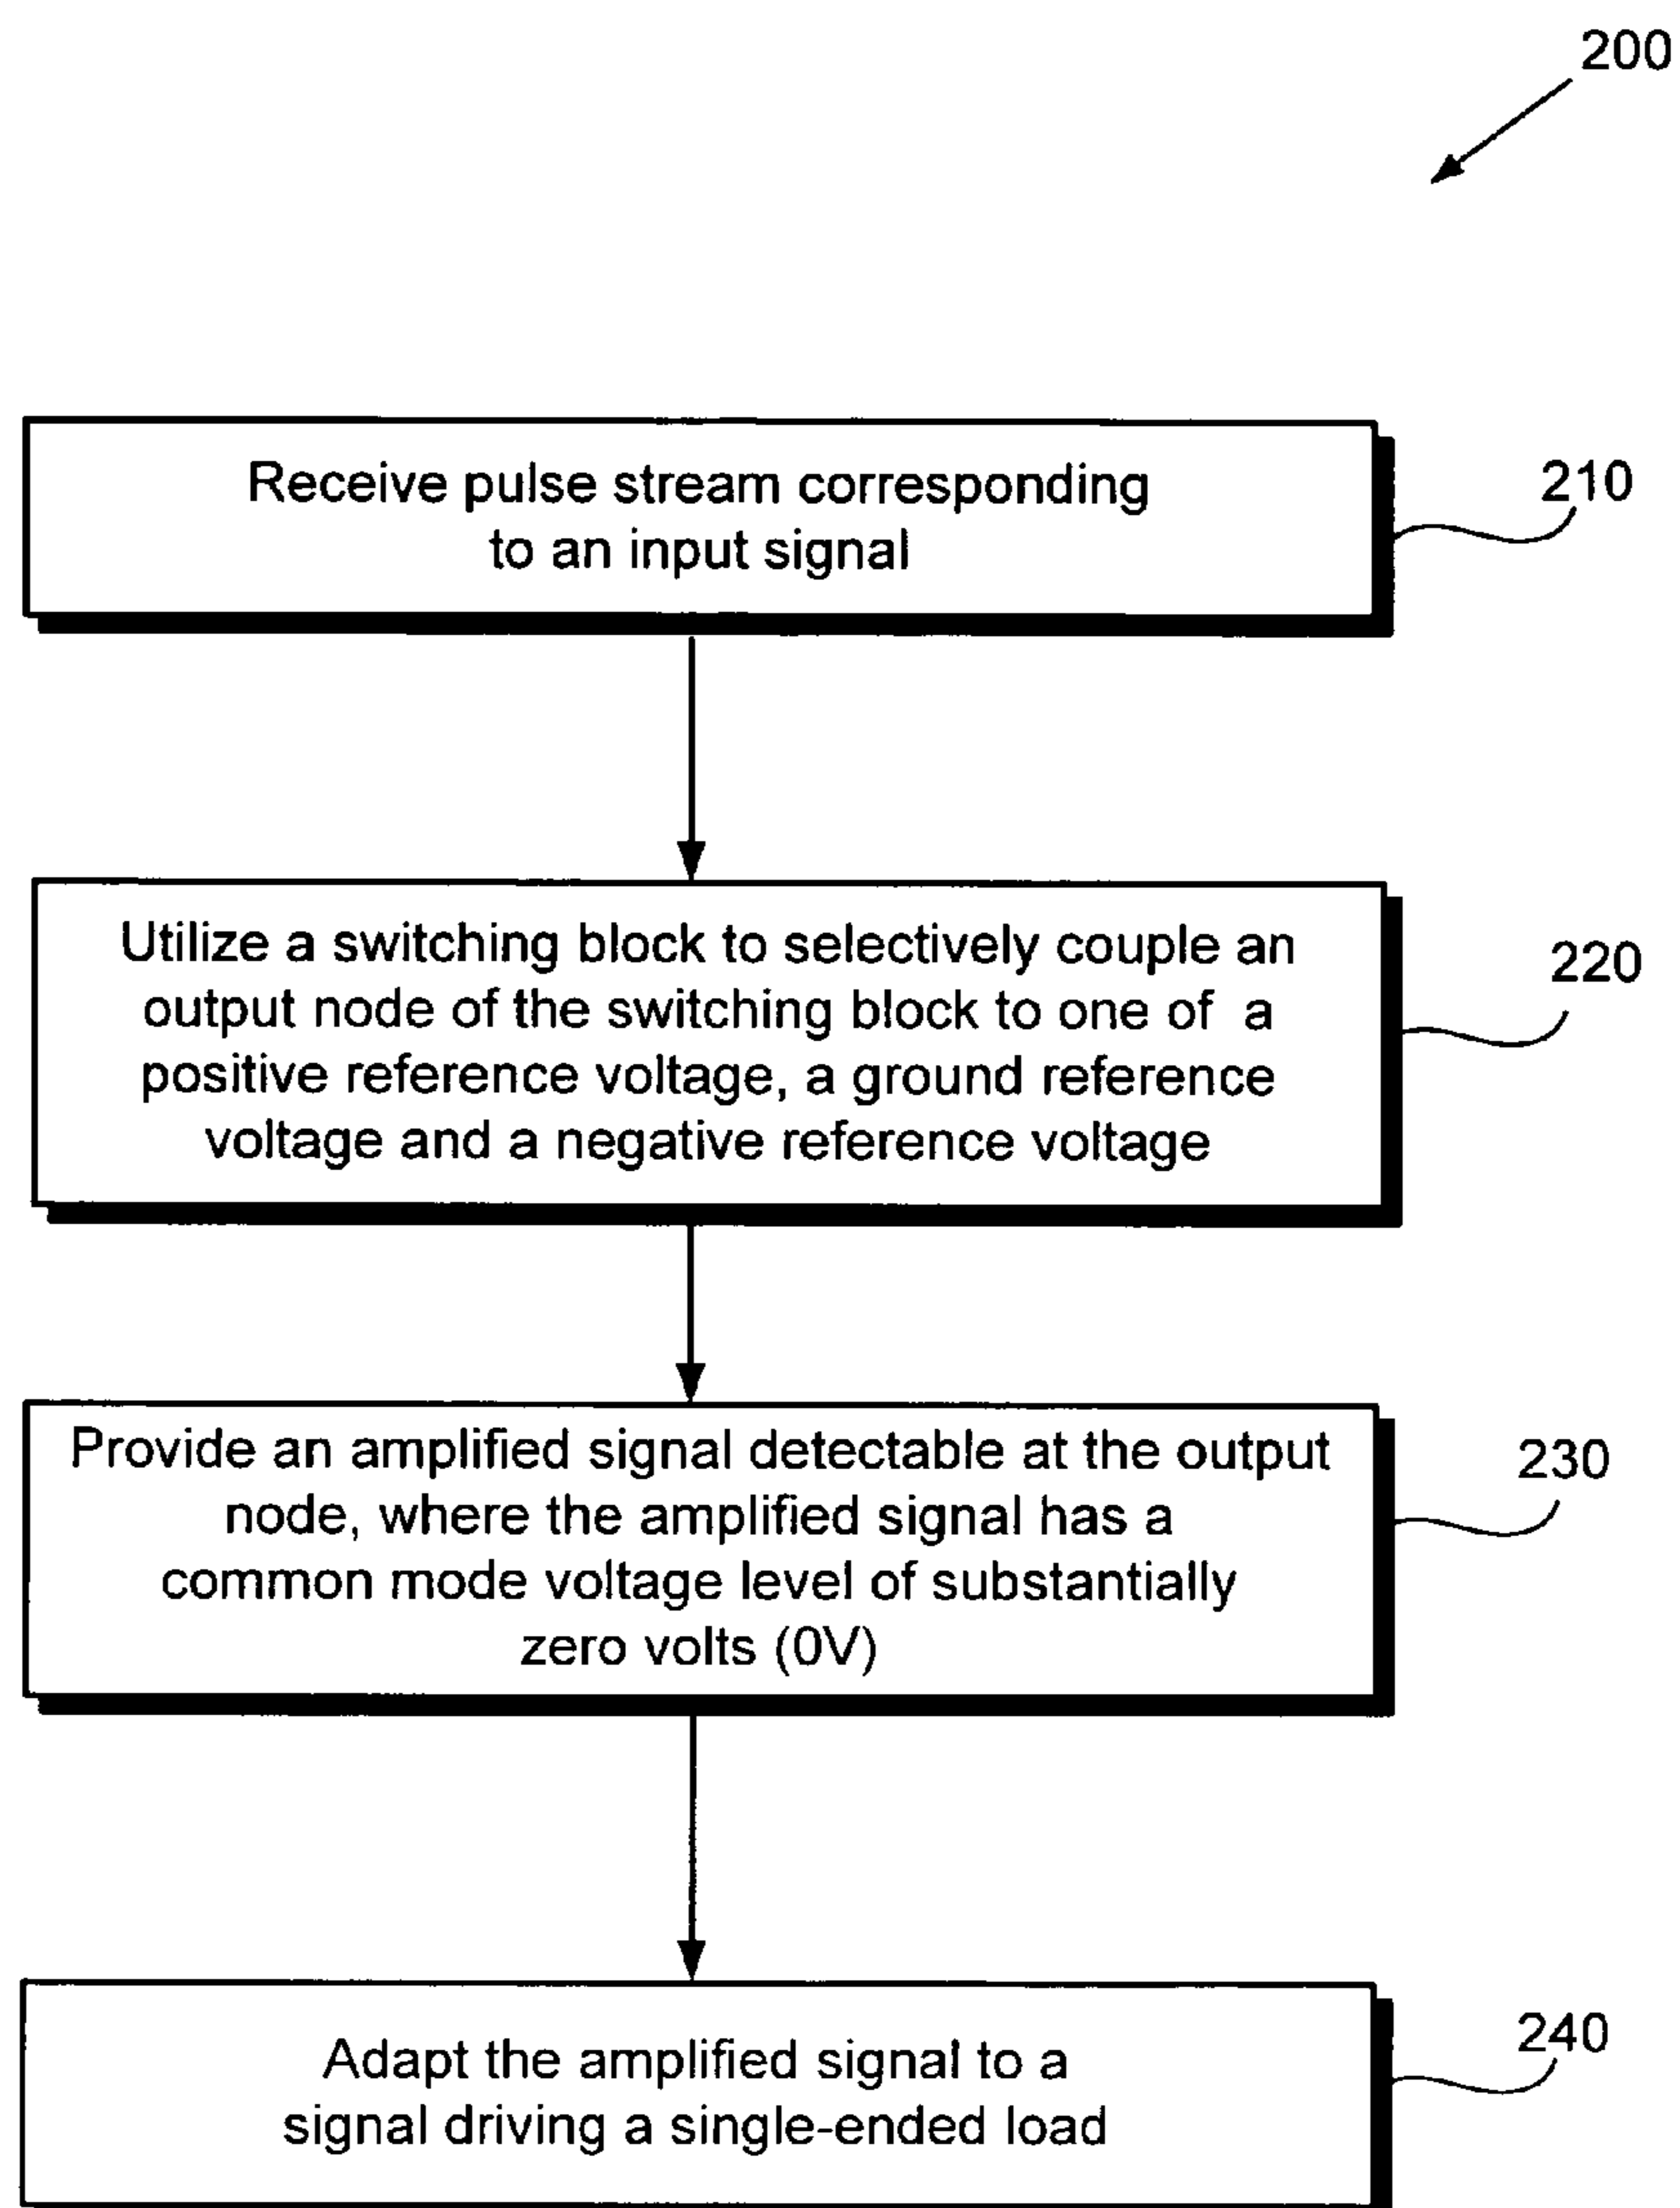 200
Receive pulse stream corresponding
to an input signal
210
Utilize a switching block to selectively couple an
output node of the switching block to one of a
positive reference voltage, a ground reference
voltage and a negative reference voltage
220
Provide an amplified signal detectable at the output
node, where the amplified signal has a
common mode voltage level of substantially
zero volts (0V)
230
Adapt the amplified signal to a
signal driving a single-ended load
240